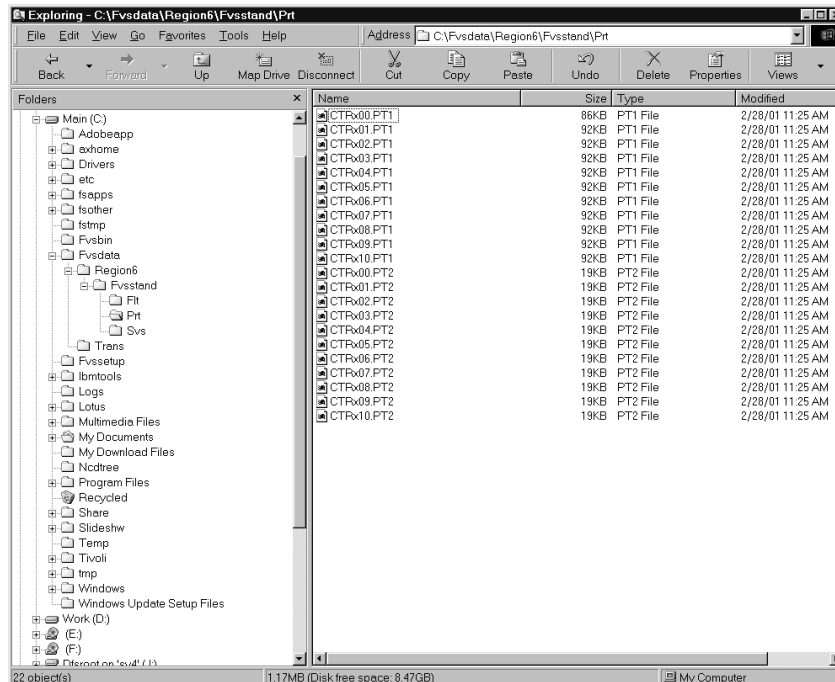 Exploring - C:\Fvsdata\Region6\Fvsstand\Prt
File Edit View Go Favorites Tools Help
Address C:\Fvsdata\Region6\Fvsstand\Prt
Back Forward Up Map Drive Disconnect Cut Copy Paste Undo Delete Properties Views
Folders
Main (C:)
Adobeapp
axhome
Drivers
etc
fsapps
fsother
fstmp
Fvsbin
Fvsdata
Region6
Fvsstand
Flt
Prt
Svs
Trans
Fvssetup
Ibmtools
Logs
Lotus
Multimedia Files
My Documents
My Download Files
Ncdtree
Program Files
Recycled
Share
Slideshw
Temp
Tivoli
tmp
Windows
Windows Update Setup Files
Work (D:)
(E:)
(F:)
Dfsroot on 'sv4' (J:)
Name Size Type Modified
CTRx00.PT1 86KB PT1 File 2/28/01 11:25 AM
CTRx01.PT1 92KB PT1 File 2/28/01 11:25 AM
CTRx02.PT1 92KB PT1 File 2/28/01 11:25 AM
CTRx03.PT1 92KB PT1 File 2/28/01 11:25 AM
CTRx04.PT1 92KB PT1 File 2/28/01 11:25 AM
CTRx05.PT1 92KB PT1 File 2/28/01 11:25 AM
CTRx06.PT1 92KB PT1 File 2/28/01 11:25 AM
CTRx07.PT1 92KB PT1 File 2/28/01 11:25 AM
CTRx08.PT1 92KB PT1 File 2/28/01 11:25 AM
CTRx09.PT1 92KB PT1 File 2/28/01 11:25 AM
CTRx10.PT1 92KB PT1 File 2/28/01 11:25 AM
CTRx00.PT2 19KB PT2 File 2/28/01 11:25 AM
CTRx01.PT2 19KB PT2 File 2/28/01 11:25 AM
CTRx02.PT2 19KB PT2 File 2/28/01 11:25 AM
CTRx03.PT2 19KB PT2 File 2/28/01 11:25 AM
CTRx04.PT2 19KB PT2 File 2/28/01 11:25 AM
CTRx05.PT2 19KB PT2 File 2/28/01 11:25 AM
CTRx06.PT2 19KB PT2 File 2/28/01 11:25 AM
CTRx07.PT2 19KB PT2 File 2/28/01 11:25 AM
CTRx08.PT2 19KB PT2 File 2/28/01 11:25 AM
CTRx09.PT2 19KB PT2 File 2/28/01 11:25 AM
CTRx10.PT2 19KB PT2 File 2/28/01 11:25 AM
22 object(s) 1.17MB (Disk free space: 8.47GB) My Computer